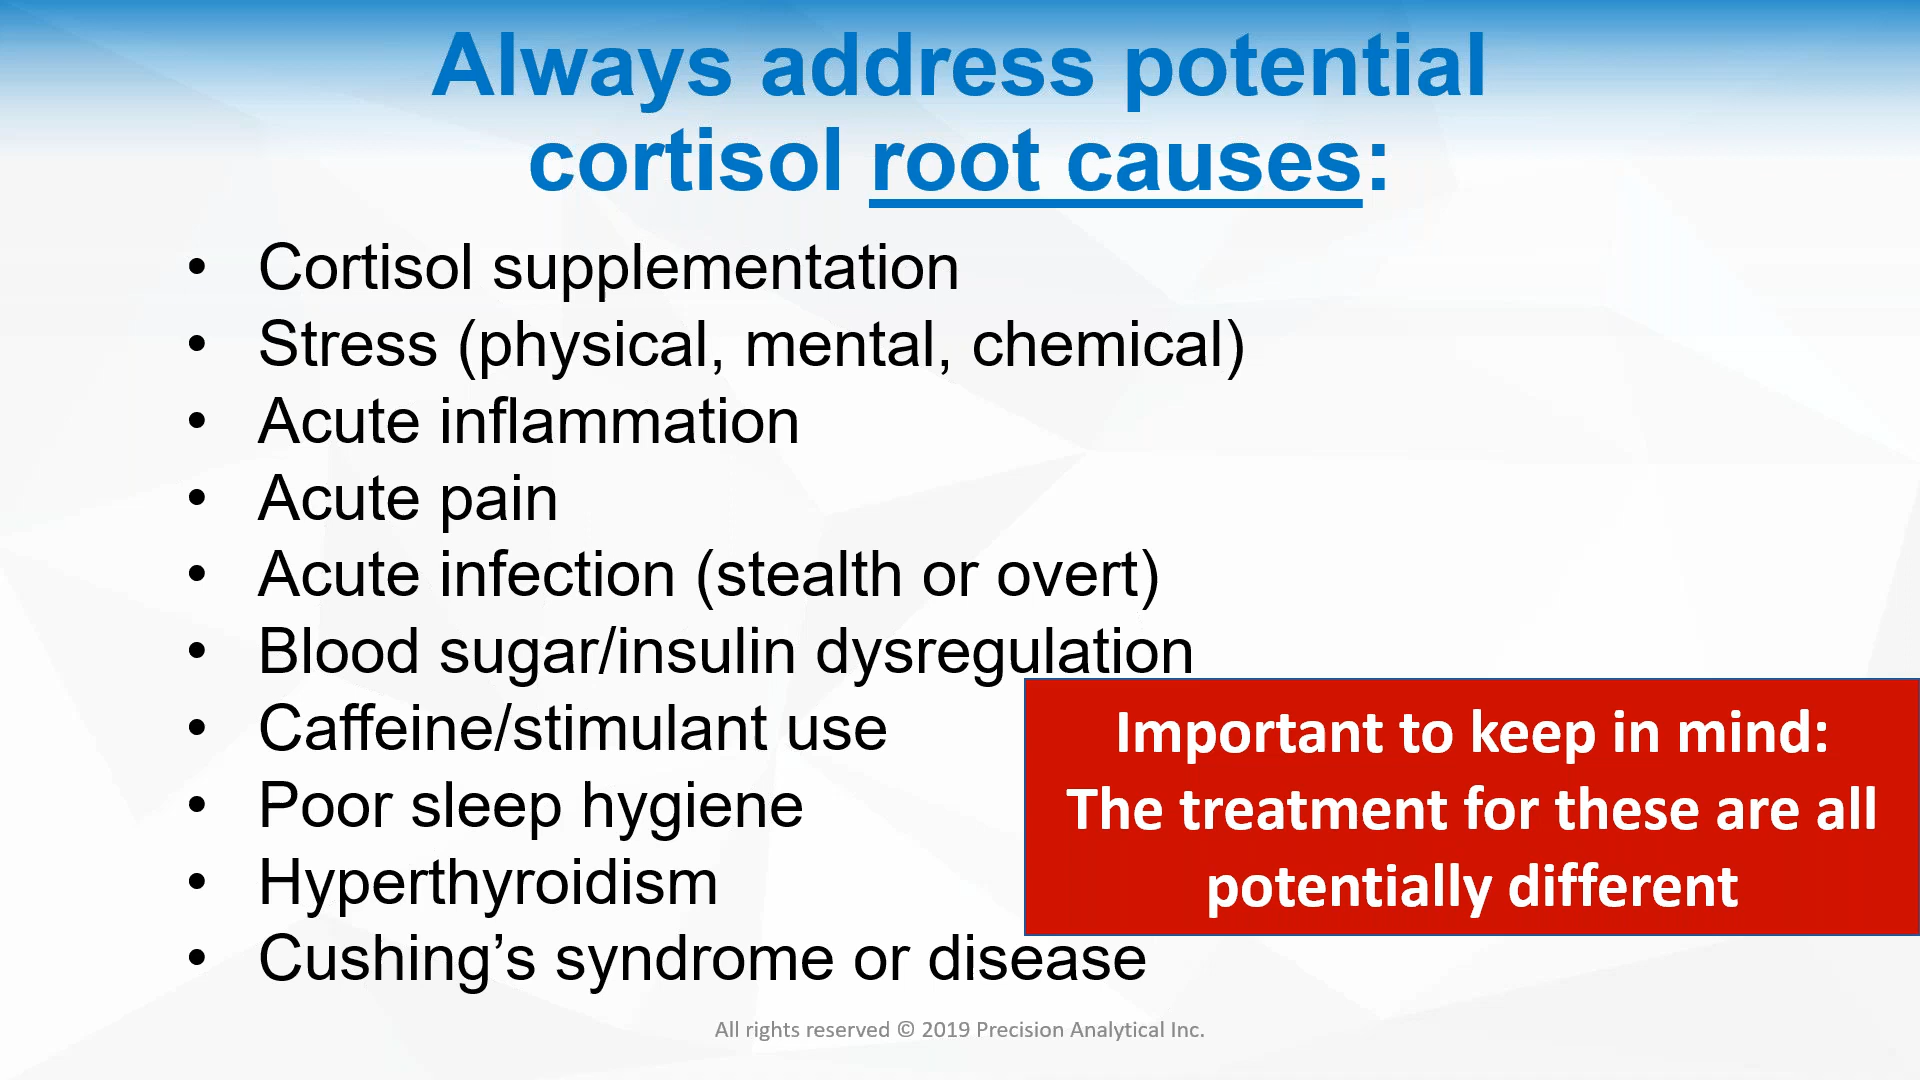 Always address potential
cortisol root causes:
• Cortisol supplementation
• Stress (physical, mental, chemical)
• Acute inflammation
• Acute pain
• Acute infection (stealth or overt)
• Blood sugar/insulin dysregulation
• Caffeine/stimulant use
• Poor sleep hygiene
• Hyperthyroidism
• Cushing’s syndrome or disease
Important to keep in mind:
The treatment for these are all
potentially different
All rights reserved © 2019 Precision Analytical Inc.